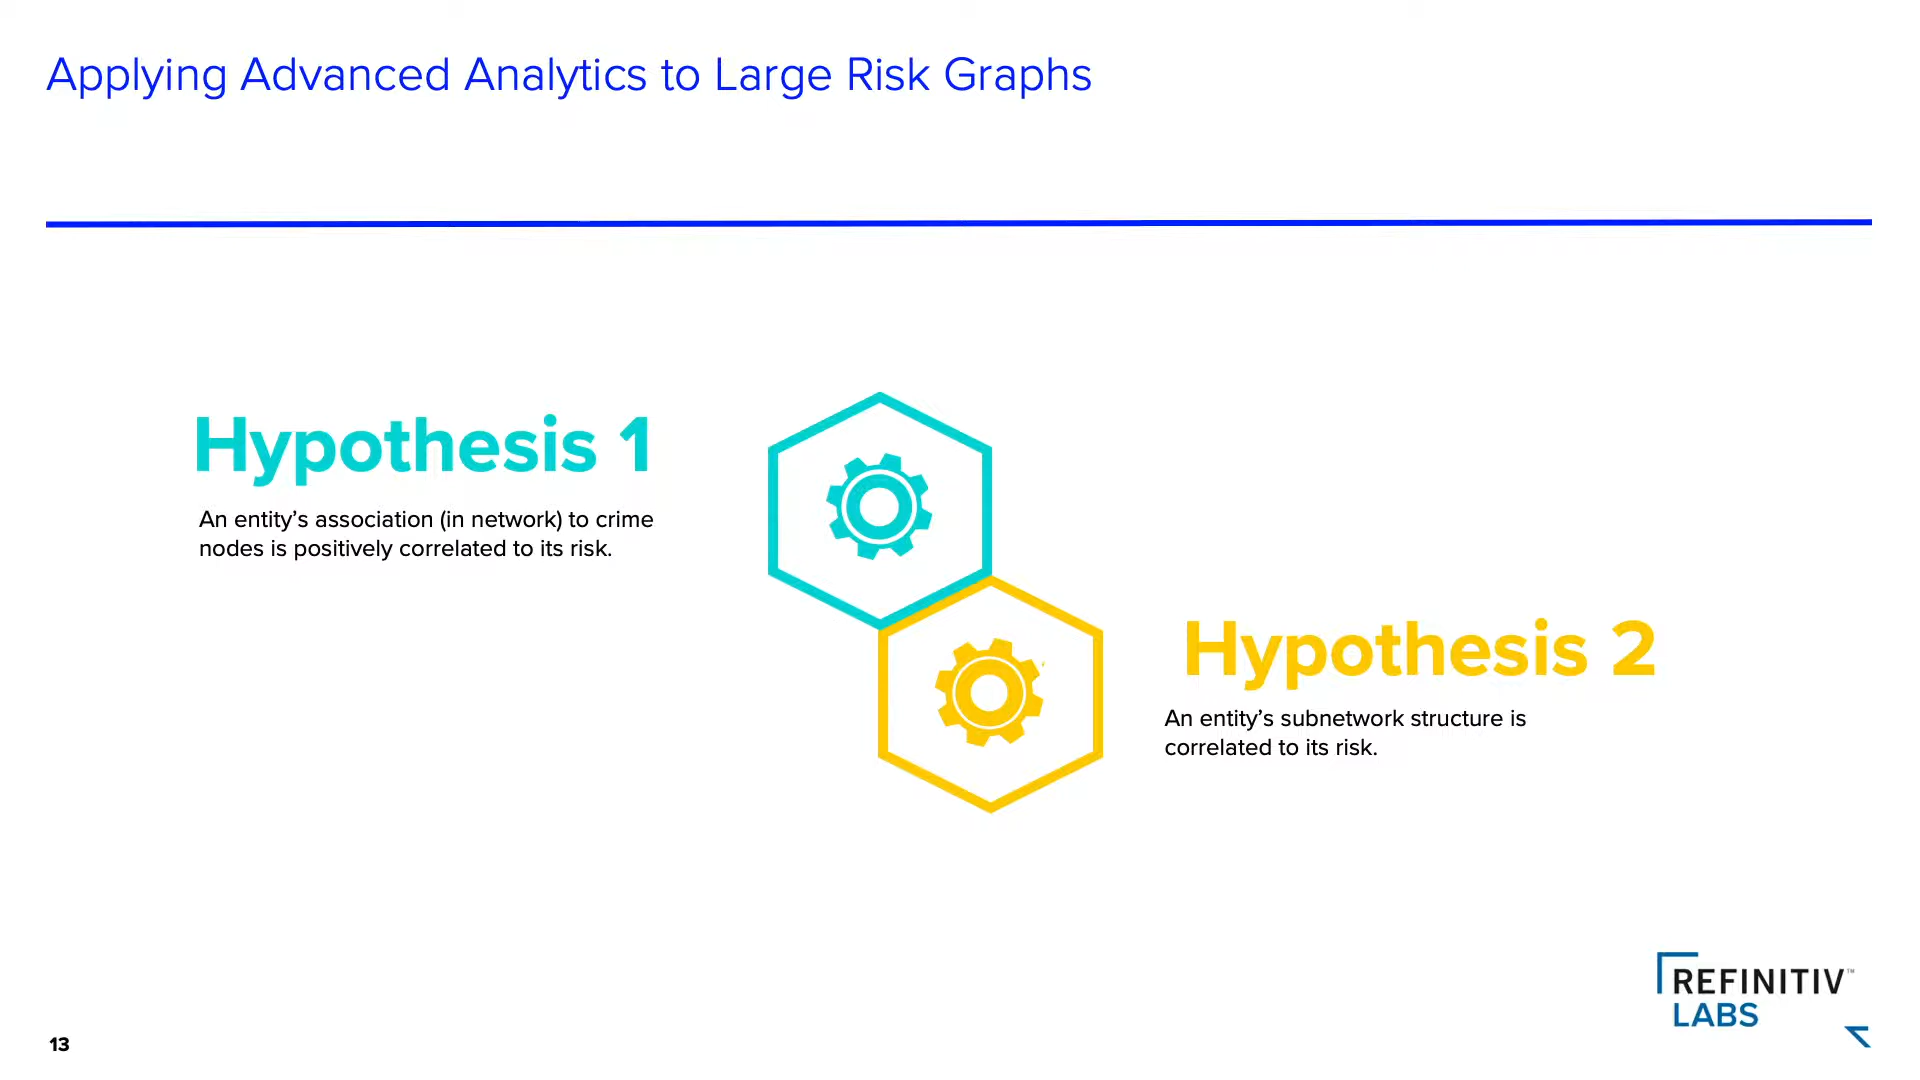 Applying Advanced Analytics to Large Risk Graphs
Hypothesis 1
An entity’s association (in network) to crime
nodes is positively correlated to its risk.
Hypothesis 2
An entity’s subnetwork structure is
correlated to its risk.
REFINITIV™
LABS
13